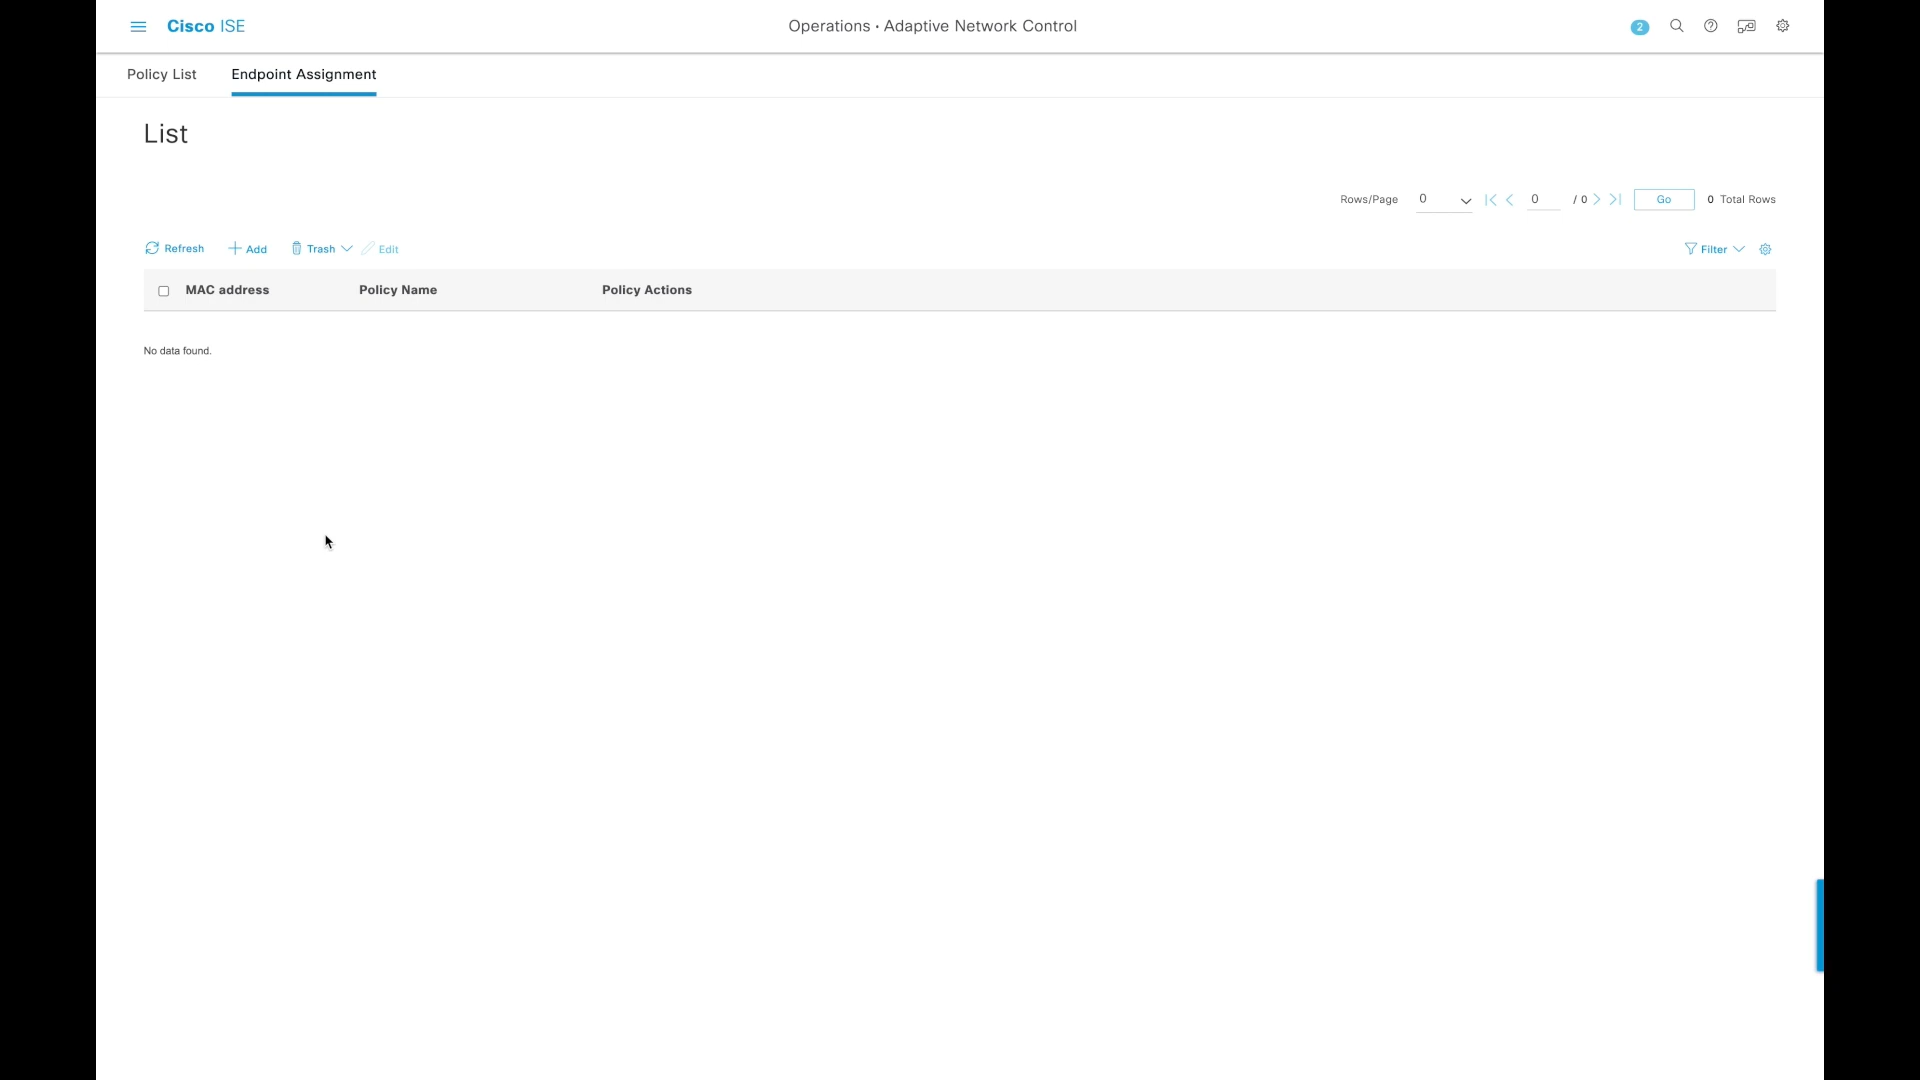 Cisco ISE
Operations · Adaptive Network Control
2
Policy List
Endpoint Assignment
List
Rows/Page 0 0 / 0 Go 0 Total Rows
Refresh Add Trash Edit Filter
MAC address Policy Name Policy Actions
No data found.